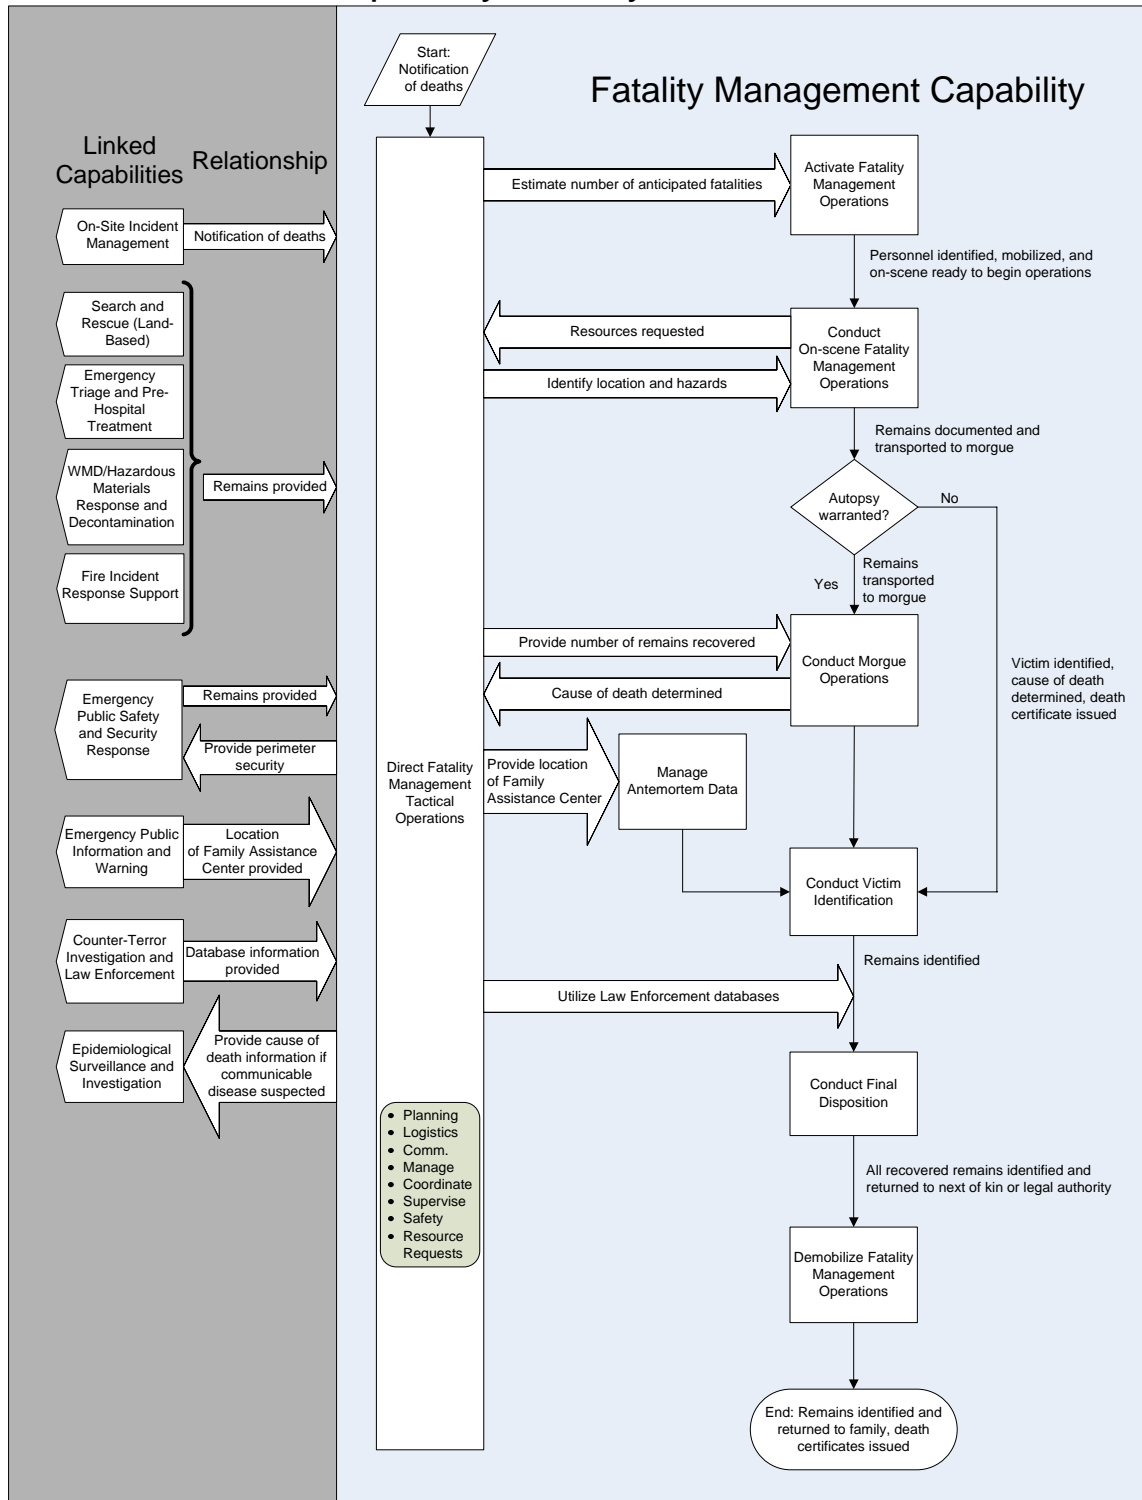 Start:
Notification
of deaths
Fatality Management Capability
Linked
Capabilities
Relationship
On-Site Incident
Management
Notification of deaths
Search and
Rescue (Land-
Based)
Emergency
Triage and Pre-
Hospital
Treatment
WMD/Hazardous
Materials
Response and
Decontamination
Fire Incident
Response Support
Remains provided
Emergency
Public Safety
and Security
Response
Remains provided
Provide perimeter
security
Emergency Public
Information and
Warning
Location
of Family Assistance
Center provided
Counter-Terror
Investigation and
Law Enforcement
Database information
provided
Epidemiological
Surveillance and
Investigation
Provide cause of
death information if
communicable
disease suspected
Direct Fatality
Management
Tactical
Operations
• Planning
• Logistics
• Comm.
• Manage
• Coordinate
• Supervise
• Safety
• Resource
Requests
Estimate number of anticipated fatalities
Activate Fatality
Management
Operations
Personnel identified, mobilized, and
on-scene ready to begin operations
Resources requested
Identify location and hazards
Conduct
On-scene Fatality
Management
Operations
Remains documented and
transported to morgue
Autopsy
warranted?
No
Yes
Remains
transported
to morgue
Provide number of remains recovered
Cause of death determined
Conduct Morgue
Operations
Victim identified,
cause of death
determined, death
certificate issued
Provide location
of Family
Assistance Center
Manage
Antemortem Data
Conduct Victim
Identification
Remains identified
Utilize Law Enforcement databases
Conduct Final
Disposition
All recovered remains identified and
returned to next of kin or legal authority
Demobilize Fatality
Management
Operations
End: Remains identified and
returned to family, death
certificates issued